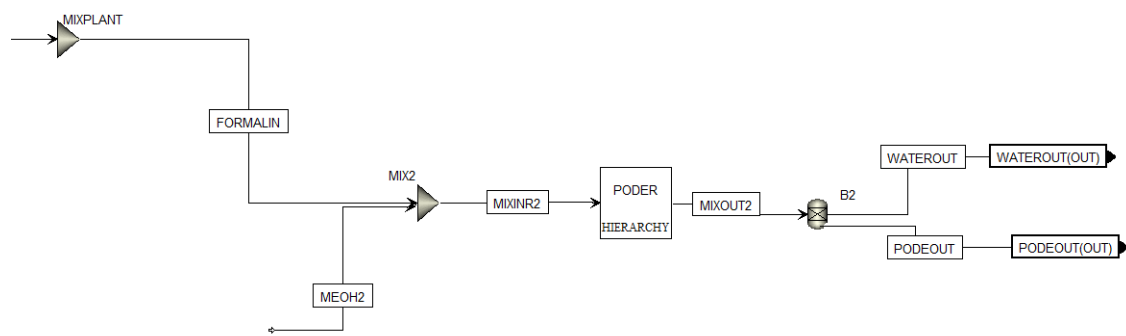 MIXPLANT
FORMALIN
MIX2
MIXINR2
MEOH2
PODER
HIERARCHY
MIXOUT2
B2
WATEROUT
WATEROUT(OUT)
PODEOUT
PODEOUT(OUT)